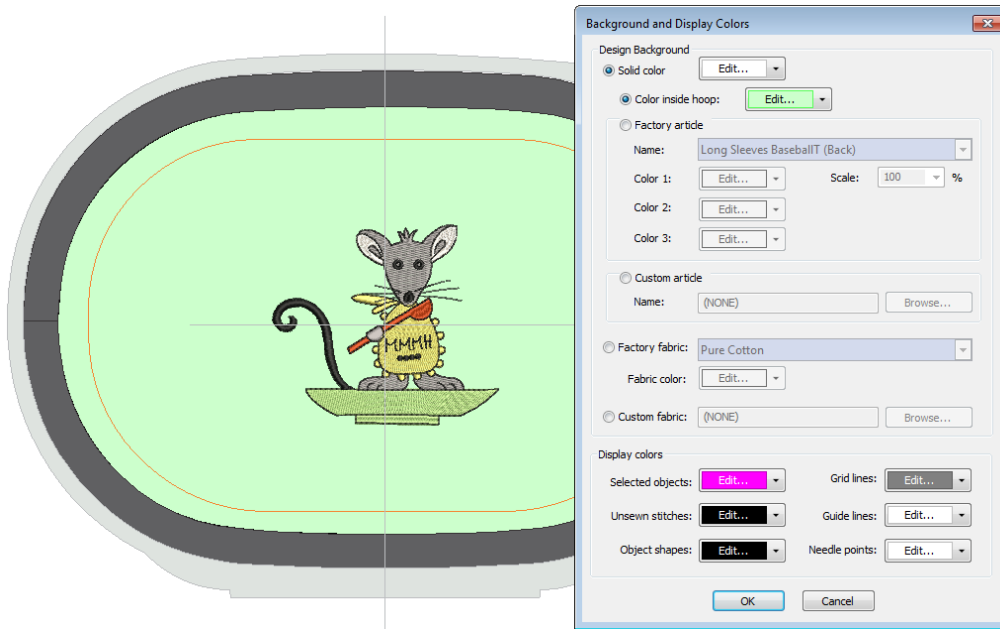 Background and Display Colors
Design Background
Solid color Edit...
Color inside hoop: Edit...
Factory article
Name: Long Sleeves BaseballT (Back)
Color 1: Edit... Scale: 100 %
Color 2: Edit...
Color 3: Edit...
Custom article
Name: (NONE) Browse...
Factory fabric: Pure Cotton
Fabric color: Edit...
Custom fabric: (NONE) Browse...
Display colors
Selected objects: Edit... Grid lines: Edit...
Unsewn stitches: Edit... Guide lines: Edit...
Object shapes: Edit... Needle points: Edit...
OK Cancel
MMMH